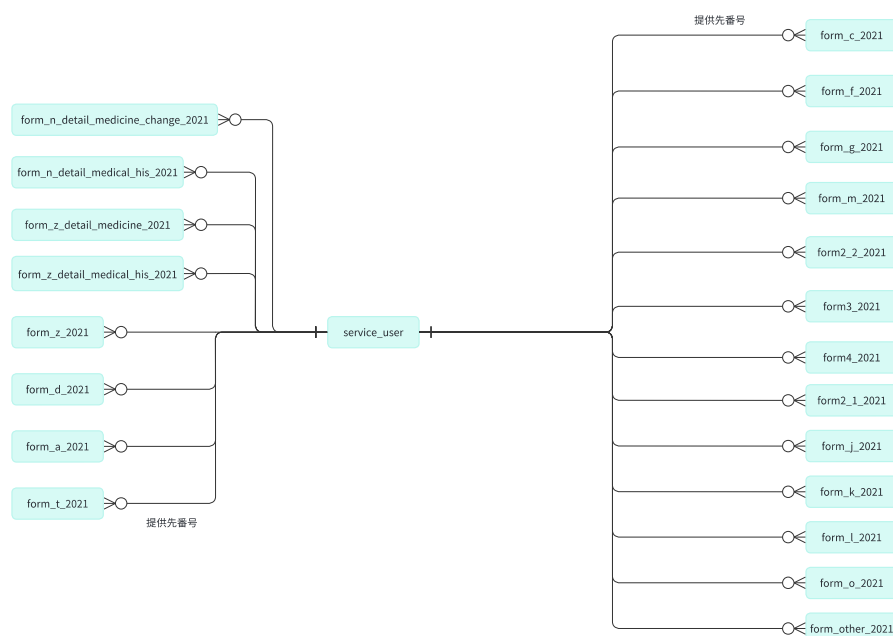 提供先番号
form_c_2021
form_f_2021
form_n_detail_medicine_change_2021
form_g_2021
form_n_detail_medical_his_2021
form_m_2021
form_z_detail_medicine_2021
form2_2_2021
form_z_detail_medical_his_2021
form3_2021
form_z_2021
service_user
form4_2021
form_d_2021
form2_1_2021
form_a_2021
form_j_2021
form_k_2021
form_t_2021
提供先番号
form_l_2021
form_o_2021
form_other_2021